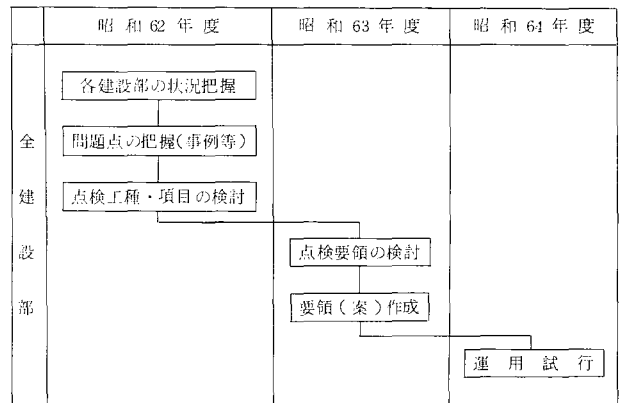 昭和62年度
昭和63年度
昭和64年度
全建設部
各建設部の状況把握
問題点の把握(事例等)
点検工種・項目の検討
点検要領の検討
要領(案)作成
運用試行